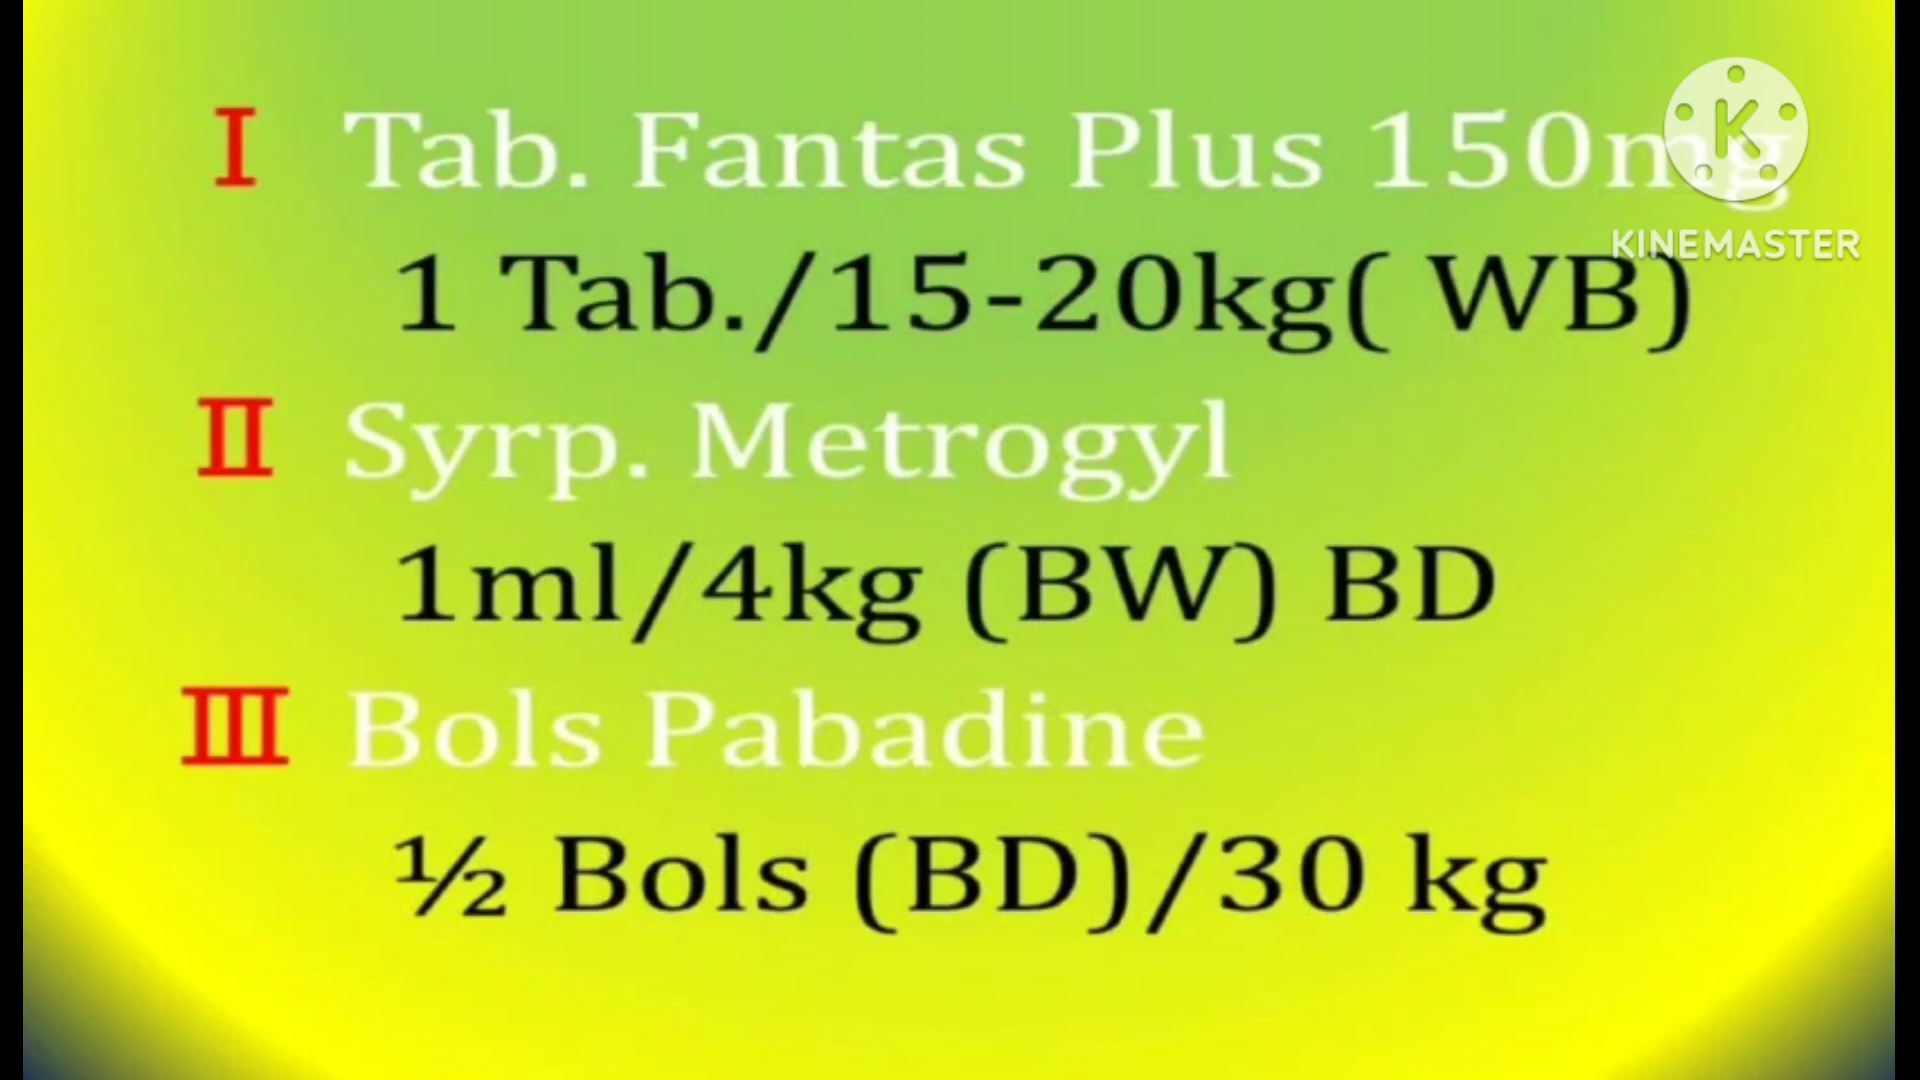 I Tab. Fantas Plus 150mg
1 Tab./15-20kg( WB)
II Syrp. Metrogyl
1ml/4kg (BW) BD
III Bols Pabadine
½ Bols (BD)/30 kg
K
KINEMASTER